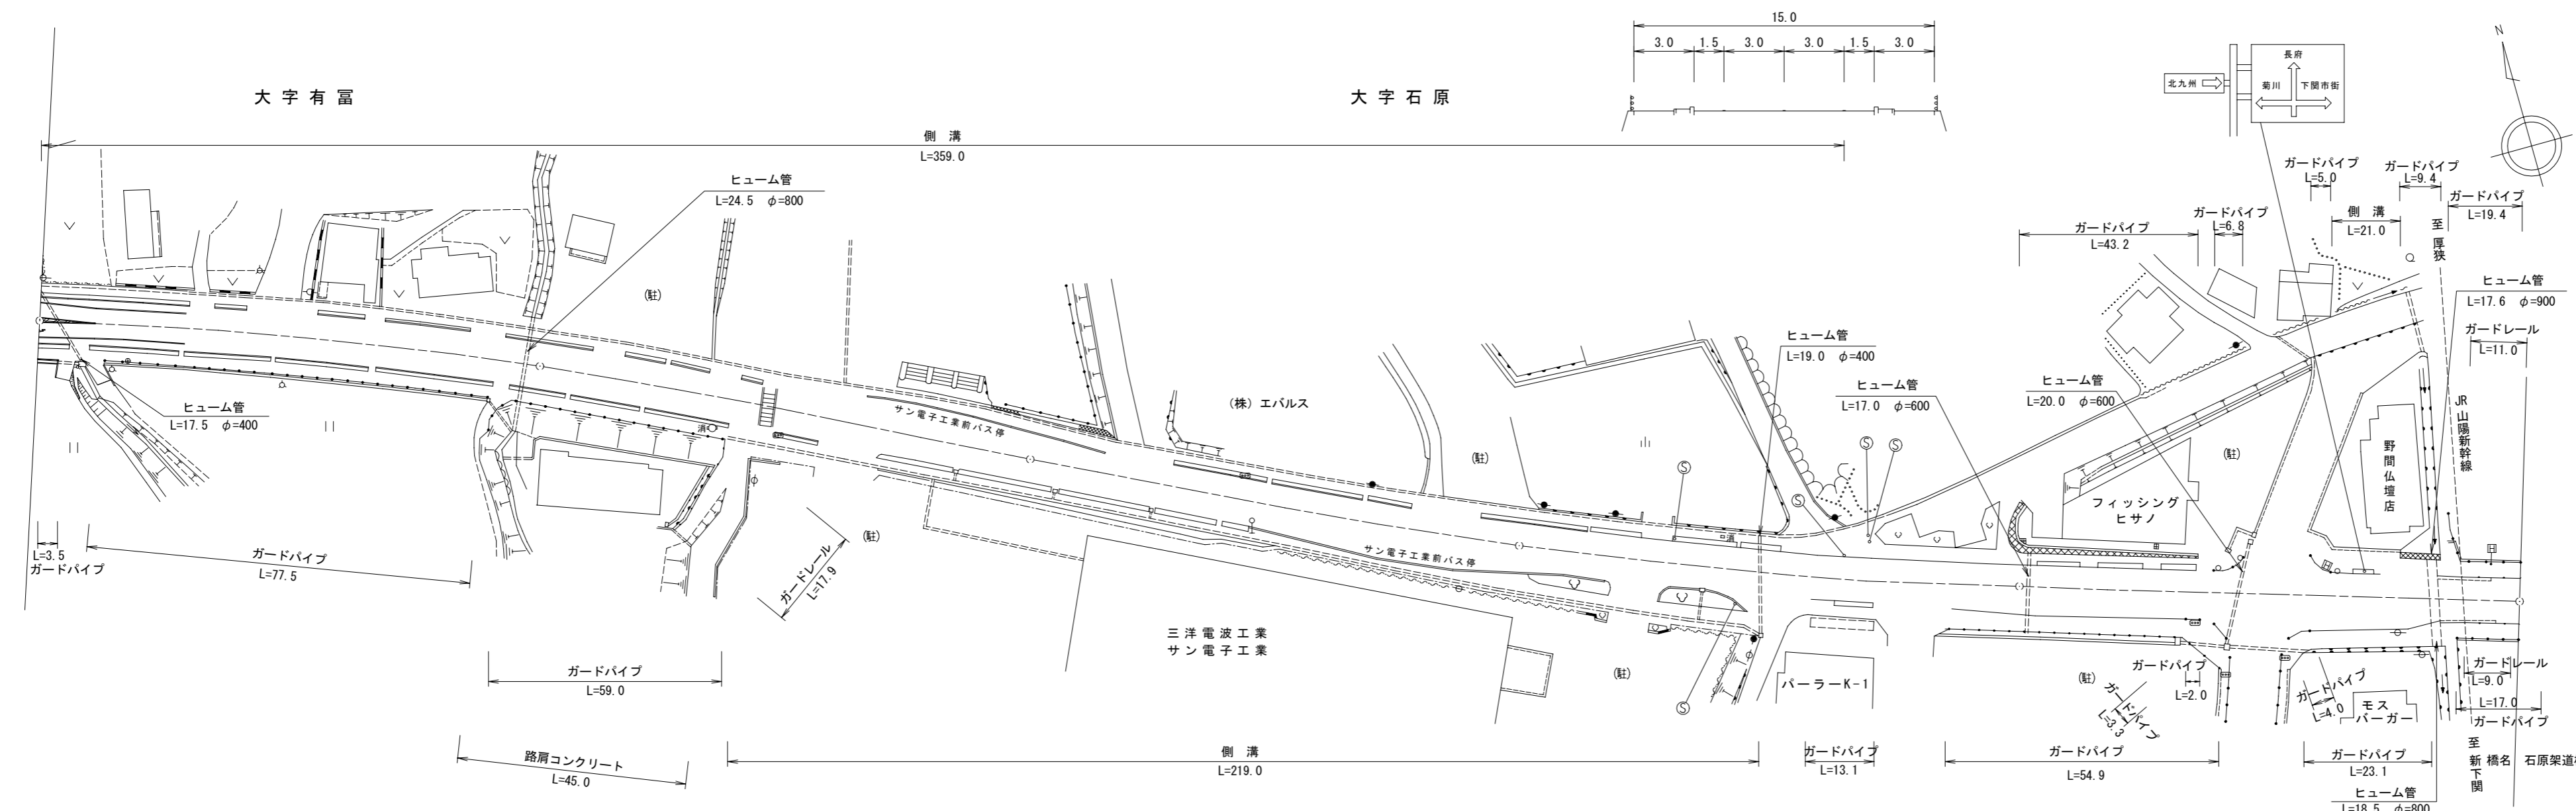 15.0
3.0 1.5 3.0 3.0 1.5 3.0
N
長府
北九州
菊川 下関市街
大字有冨
大字石原
側 溝
L=359.0
ヒューム管
L=24.5 φ=800
(駐)
ガードパイプ
L=5.0
ガードパイプ
L=9.4
ガードパイプ
L=19.4
ガードパイプ
L=6.8
側 溝
L=21.0
ガードパイプ
L=43.2
至 厚狭
ヒューム管
L=17.6 φ=900
ガードレール
L=11.0
ヒューム管
L=19.0 φ=400
ヒューム管
L=17.0 φ=600
ヒューム管
L=20.0 φ=600
JR山陽新幹線
(株) エバルス
サン電子工業前バス停
ヒューム管
L=17.5 φ=400
消
(駐)
S
S
S
S
(駐)
野間仏壇店
フィッシング
ヒサノ
消
(駐)
サン電子工業前バス停
L=3.5
ガードパイプ
ガードパイプ
L=77.5
ガードレール
L=17.9
三洋電波工業
サン電子工業
(駐)
S
パーラーK-1
(駐)
ガードパイプ
L=2.0
ガードパイプ
L=3.3
ガードパイプ
L=4.0
モス
バーガー
ガードレール
L=9.0
L=17.0
ガードパイプ
ガードパイプ
L=59.0
路肩コンクリート
L=45.0
側 溝
L=219.0
ガードパイプ
L=13.1
ガードパイプ
L=54.9
ガードパイプ
L=23.1
至 新下関
橋名 石原架道
ヒューム管
L=18.5 φ=800